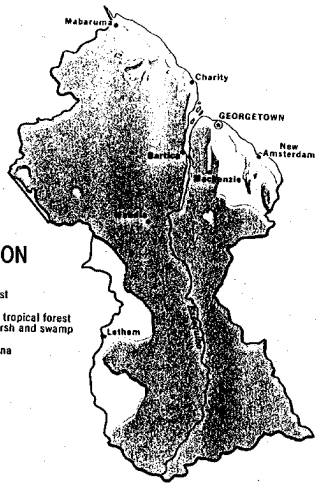 Mabaruma
Charity
GEORGETOWN
New
Amsterdam
Bartica
Mackenzie
ON
st
tropical forest
rsh and swamp
Lethem
na